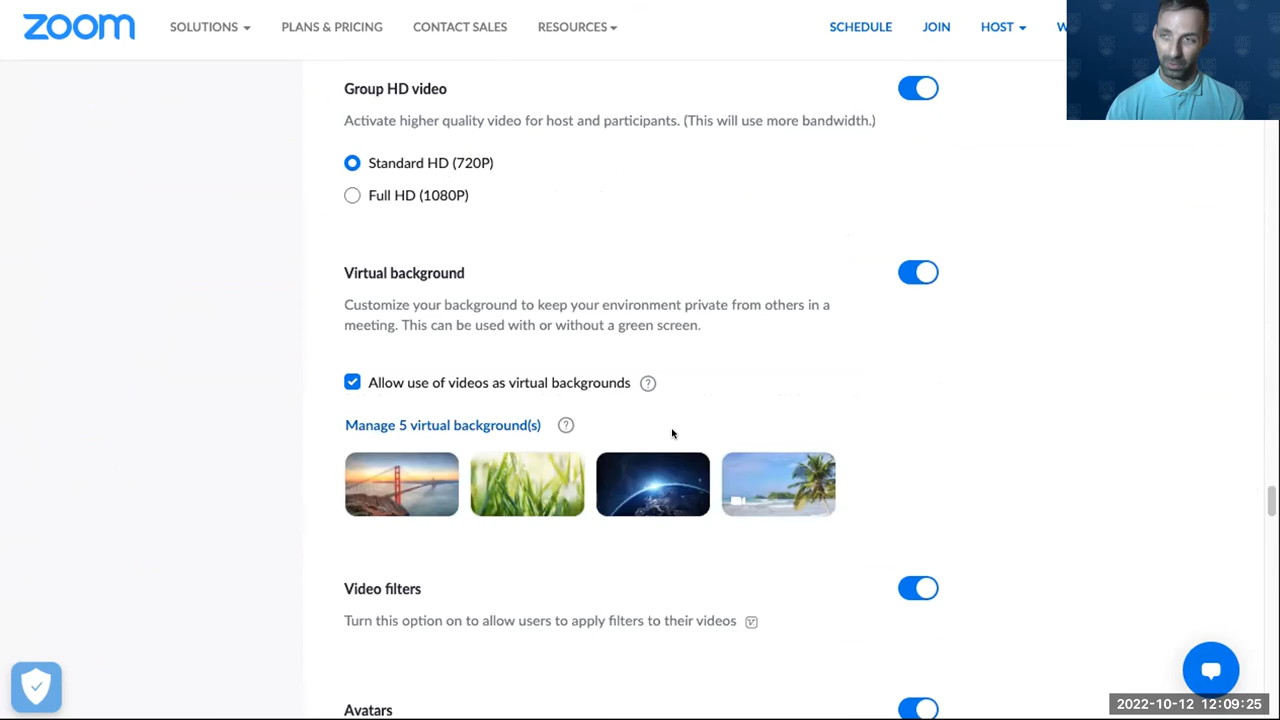 zoom
SOLUTIONS
PLANS & PRICING
CONTACT SALES
RESOURCES
SCHEDULE
JOIN
HOST
W
Group HD video
Activate higher quality video for host and participants. (This will use more bandwidth.)
Standard HD (720P)
Full HD (1080P)
Virtual background
Customize your background to keep your environment private from others in a
meeting. This can be used with or without a green screen.
Allow use of videos as virtual backgrounds ?
Manage 5 virtual background(s) ?
Video filters
Turn this option on to allow users to apply filters to their videos
Avatars
2022-10-12 12:09:25